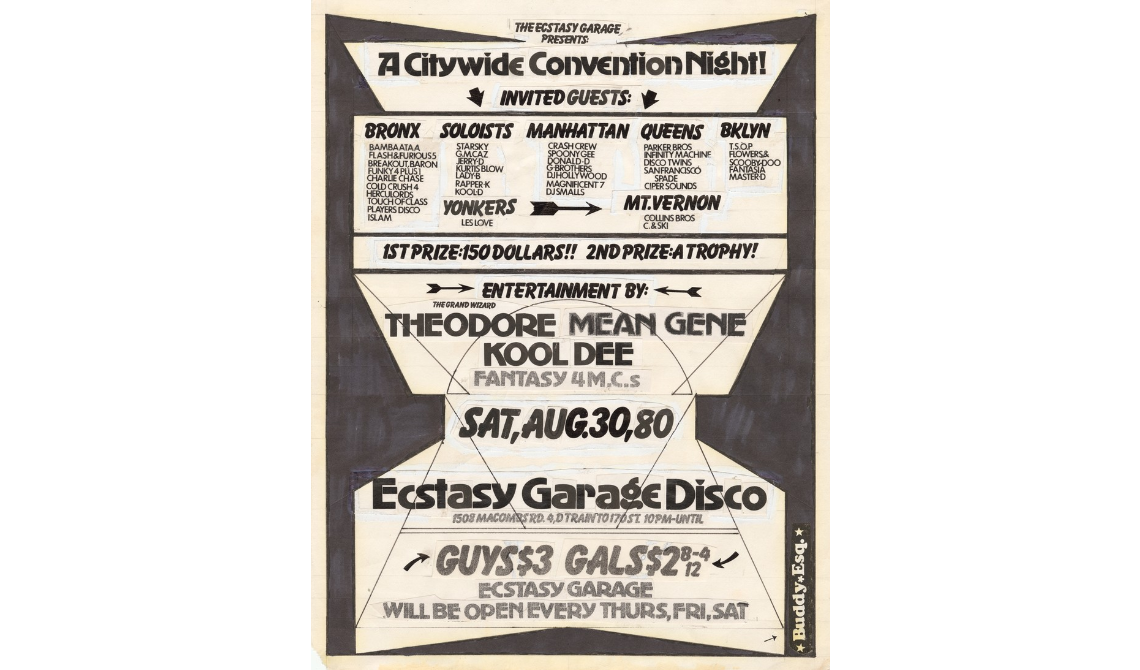 THE ECSTASY GARAGE
PRESENTS:
A Citywide Convention Night!
INVITED GUESTS:
BRONX
BAMBAATAA
FLASH&FURIOUS5
BREAKOUT,BARON
FUNKY 4 PLUS 1
CHARLIE CHASE
COLD CRUSH 4
HERCULORDS
TOUCH OF CLASS
PLAYERS DISCO
ISLAM
SOLOISTS
STARSKY
G.M.CAZ
JERRY-D
KURTIS BLOW
LADY-B
RAPPER-K
KOOL-D
YONKERS
LES LOVE
MANHATTAN
CRASH CREW
SPOONY GEE
DONALD-D
G-BROTHERS
DJ HOLLYWOOD
MAGNIFICENT 7
DJ SMALLS
QUEENS
PARKER BROS
INFINITY MACHINE
DISCO TWINS
SANFRANCISCO
SPADE
CIPER SOUNDS
BKLYN
T.S.O.P
FLOWERS,&
SCOOBY-DOO
FANTASIA
MASTER-D
MT.VERNON
COLLINS BROS
C.&SKI
1ST PRIZE:150 DOLLARS!! 2ND PRIZE:A TROPHY!
ENTERTAINMENT BY:
THE GRAND WIZARD
THEODORE MEAN GENE
KOOL DEE
FANTASY 4 M.C.s
SAT,AUG.30,80
Ecstasy Garage Disco
1508 MACOMBS RD. 4,D TRAIN TO 170 ST. 10PM-UNTIL
GUYS$3 GALS$2 8-4
12
ECSTASY GARAGE
WILL BE OPEN EVERY THURS, FRI, SAT
Buddy★Esq.